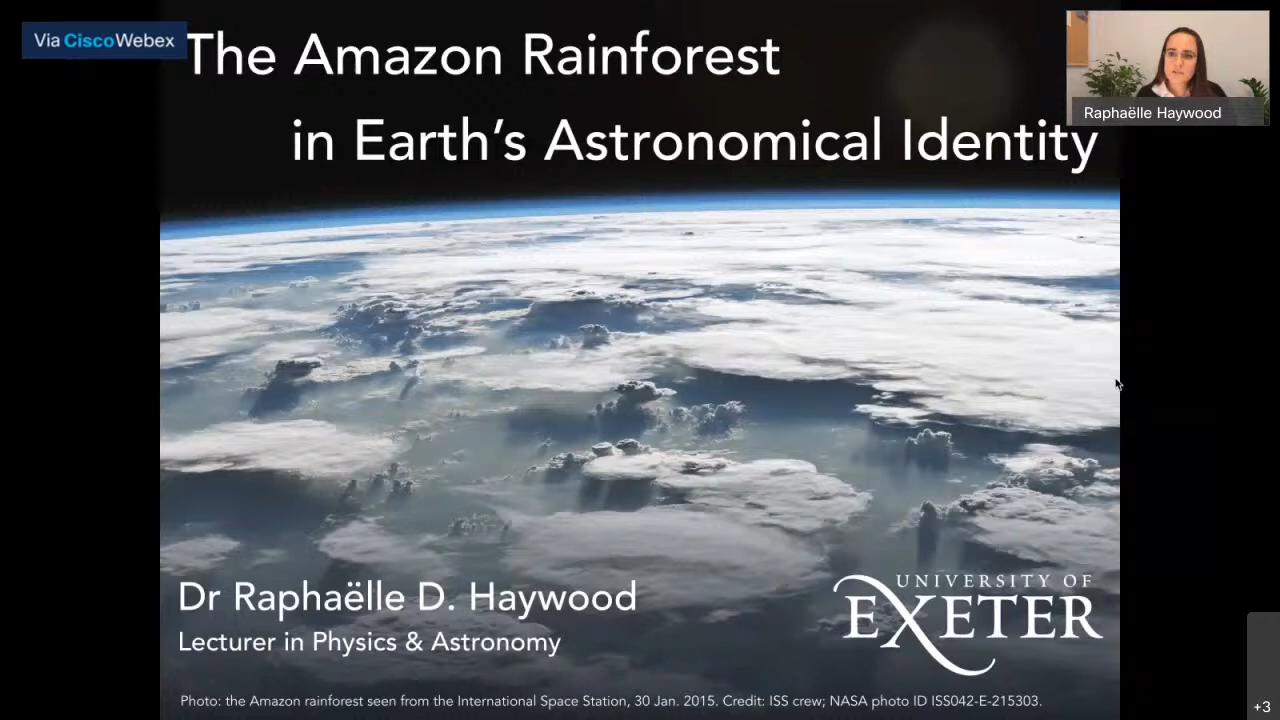 Via CiscoWebex
The Amazon Rainforest
in Earth's Astronomical Identity
Raphaëlle Haywood
Dr Raphaëlle D. Haywood
Lecturer in Physics & Astronomy
UNIVERSITY OF
EXETER
Photo: the Amazon rainforest seen from the International Space Station, 30 Jan. 2015. Credit: ISS crew; NASA photo ID ISS042-E-215303.
+3